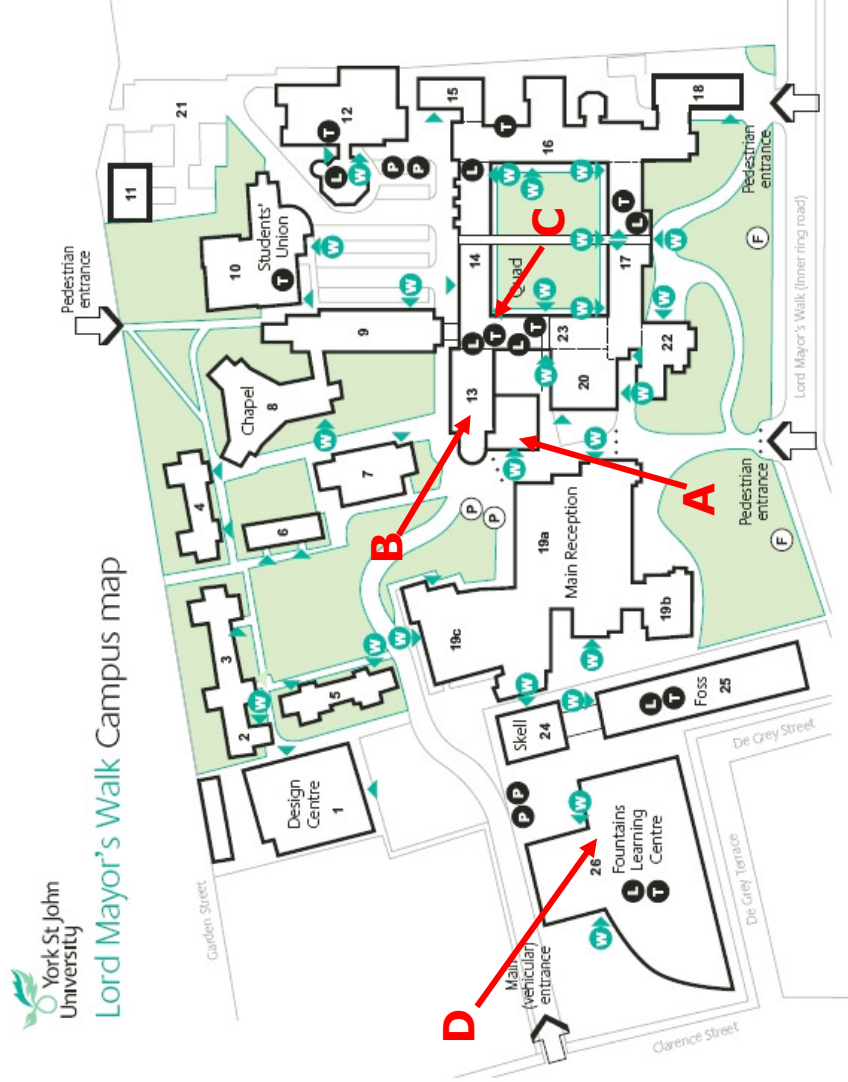 York St John
University
Lord Mayor's Walk Campus map
Garden Street
Pedestrian
entrance
11
21
10
Students'
Union
T
W
12
T
L
W
P
P
15
4
Chapel
8
W
9
W
6
7
3
2
W
5
Design
Centre
1
14
L
Quad
C
W
W
W
W
W
W
16
T
18
13
L
T
L
T
23
W
20
W
17
T
L
W
22
W
B
A
P
P
W
W
19a
Main Reception
19b
19c
W
W
W
W
Skell
24
W
Foss
25
L
T
P
P
W
26
Fountains
Learning
Centre
L
T
W
D
Main
(vehicular)
entrance
Pedestrian
entrance
F
Pedestrian
entrance
F
Lord Mayor's Walk (Inner ring road)
De Grey Street
De Grey Terrace
Clarence Street